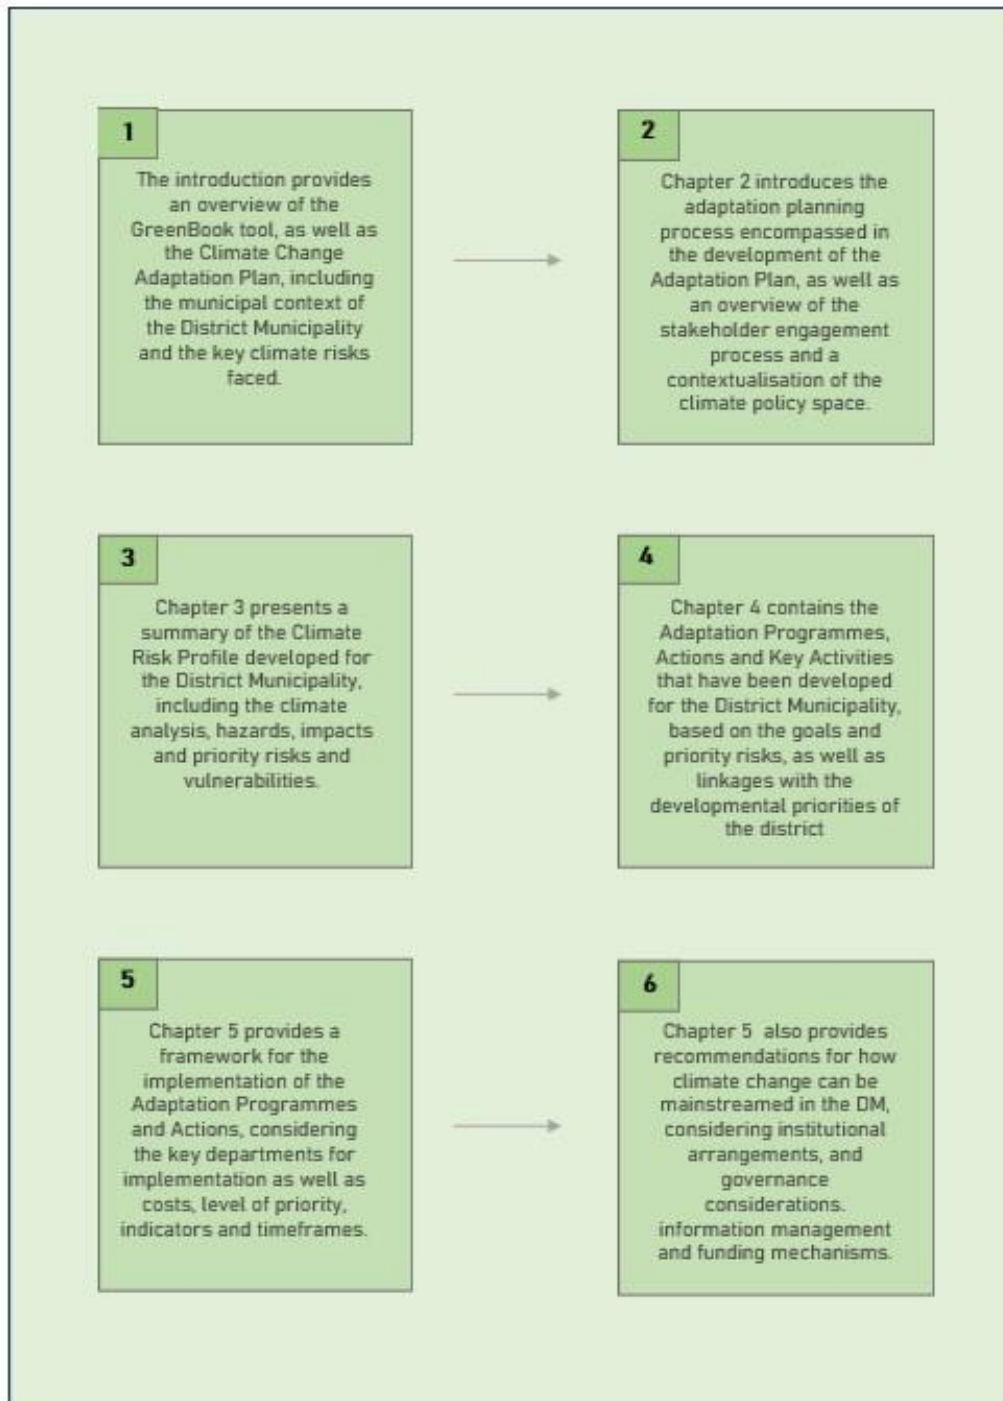 1
The introduction provides
an overview of the
GreenBook tool, as well as
the Climate Change
Adaptation Plan, including
the municipal context of
the District Municipality
and the key climate risks
faced.
2
Chapter 2 introduces the
adaptation planning
process encompassed in
the development of the
Adaptation Plan, as well as
an overview of the
stakeholder engagement
process and a
contextualisation of the
climate policy space.
3
Chapter 3 presents a
summary of the Climate
Risk Profile developed for
the District Municipality,
including the climate
analysis, hazards, impacts
and priority risks and
vulnerabilities.
4
Chapter 4 contains the
Adaptation Programmes,
Actions and Key Activities
that have been developed
for the District Municipality,
based on the goals and
priority risks, as well as
linkages with the
developmental priorities of
the district
5
Chapter 5 provides a
framework for the
implementation of the
Adaptation Programmes
and Actions, considering
the key departments for
implementation as well as
costs, level of priority,
indicators and timeframes.
6
Chapter 5 also provides
recommendations for how
climate change can be
mainstreamed in the DM,
considering institutional
arrangements, and
governance
considerations.
information management
and funding mechanisms.